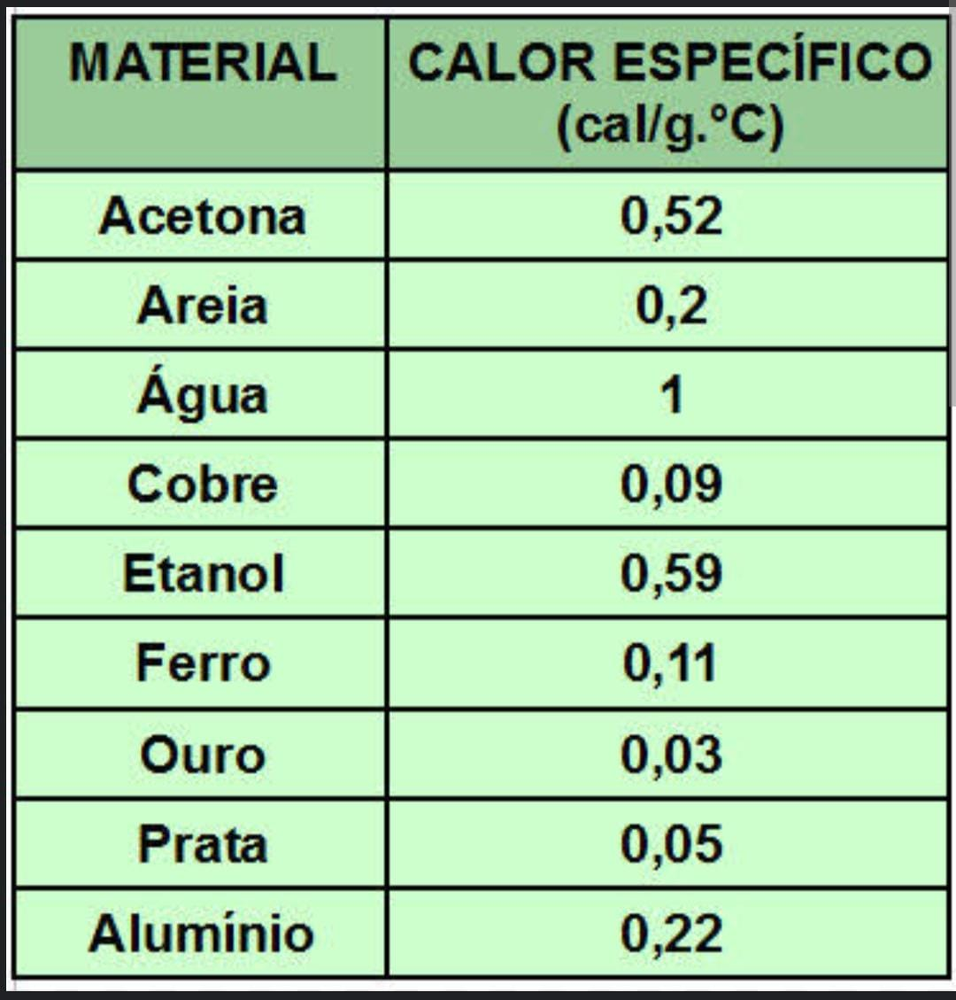 MATERIAL CALOR ESPECÍFICO
(cal/g.°C)
Acetona 0,52
Areia 0,2
Água 1
Cobre 0,09
Etanol 0,59
Ferro 0,11
Ouro 0,03
Prata 0,05
Alumínio 0,22